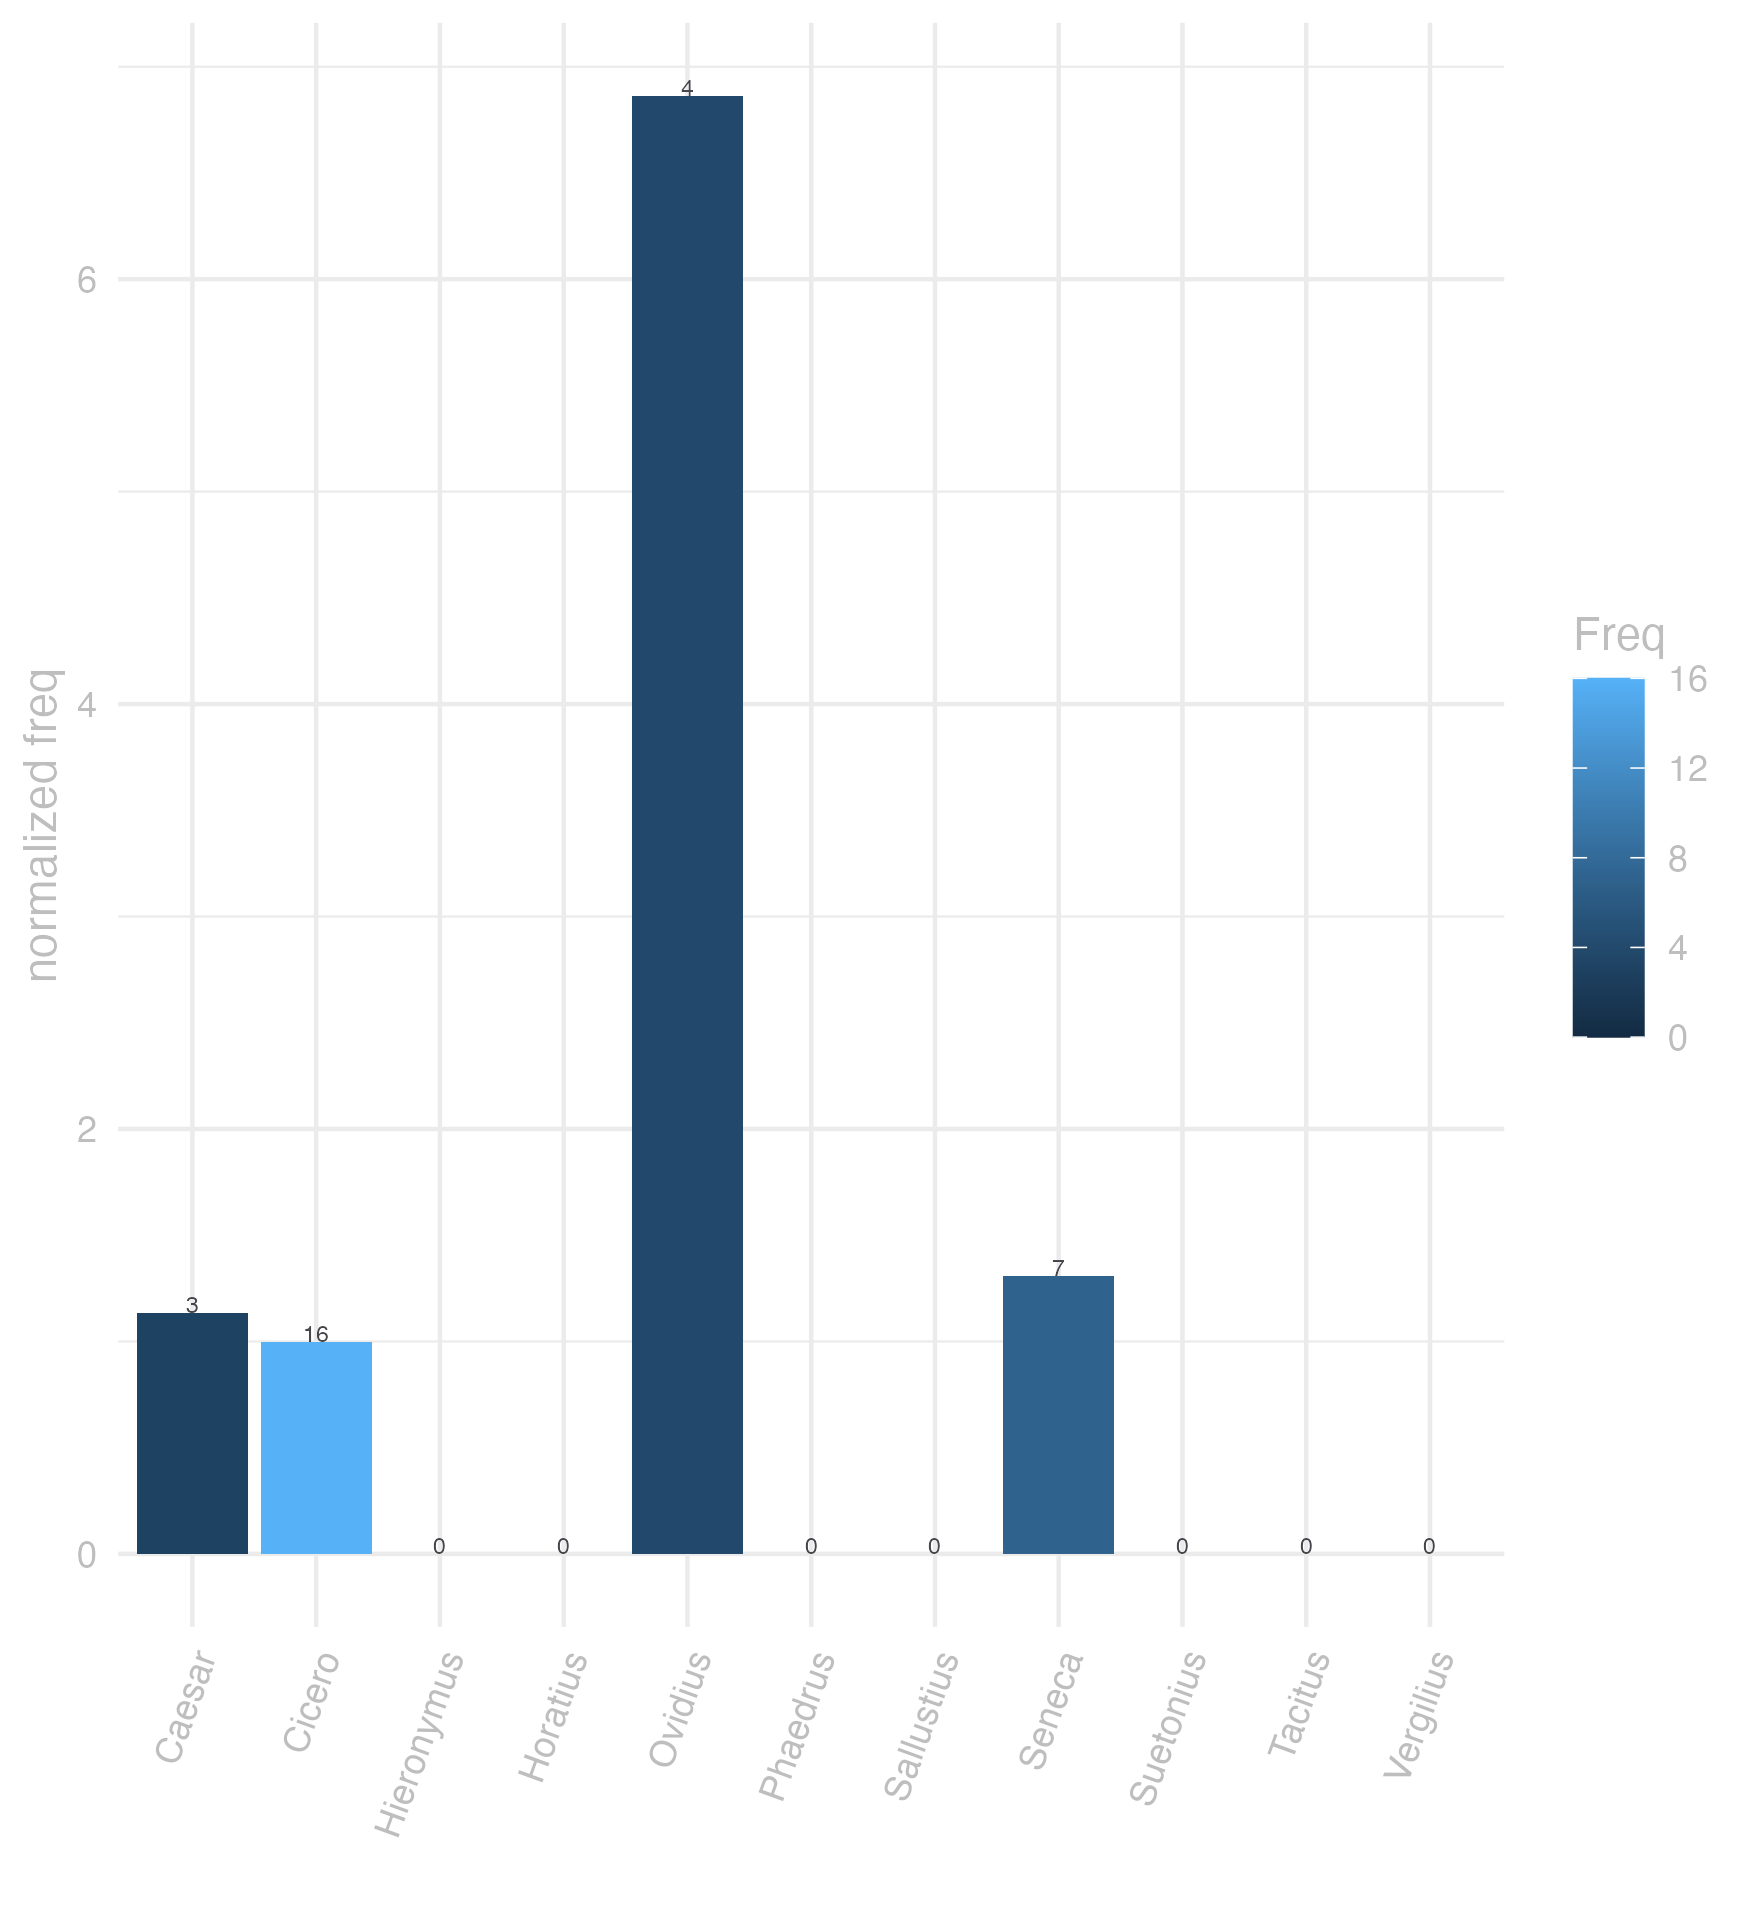 normalized freq
6
4
2
0
4
7
3
16
0
0
0
0
0
0
0
Caesar
Cicero
Hieronymus
Horatius
Ovidius
Phaedrus
Sallustius
Seneca
Suetonius
Tacitus
Vergilius
Freq
16
12
8
4
0